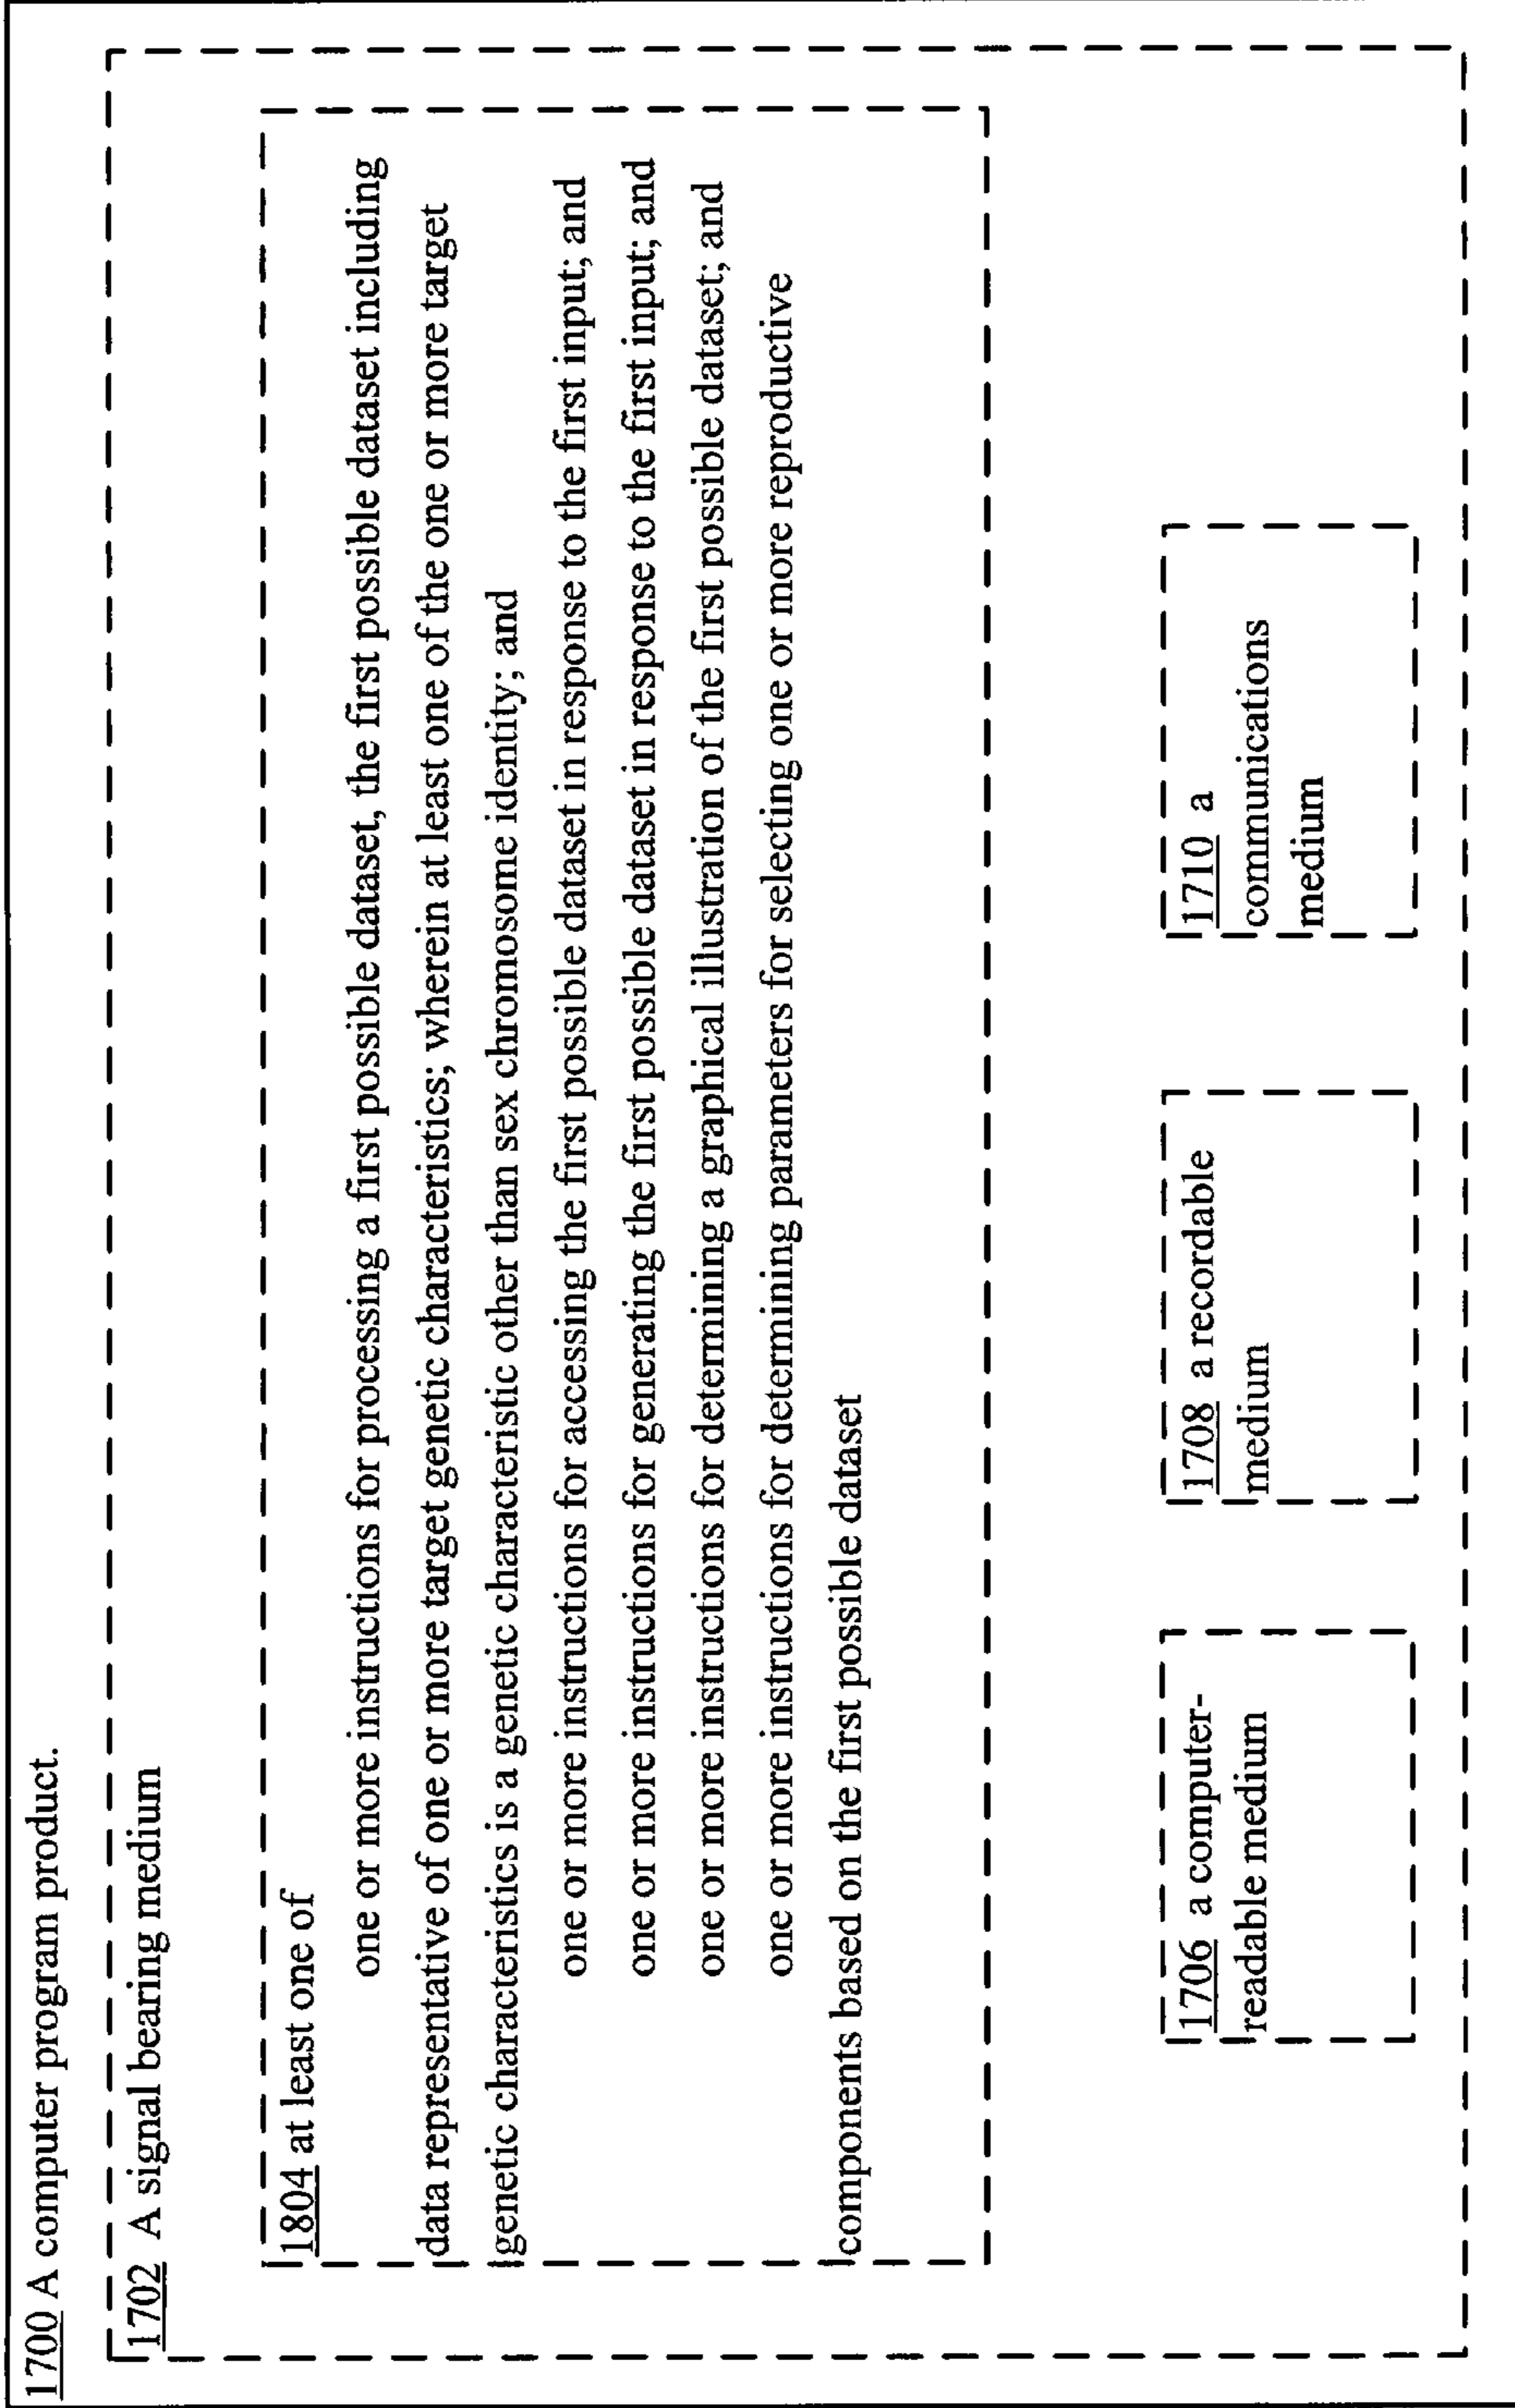 1700 A computer program product.
1702 A signal bearing medium
1804 at least one of
one or more instructions for processing a first possible dataset, the first possible dataset including
data representative of one or more target genetic characteristics; wherein at least one of the one or more target
genetic characteristics is a genetic characteristic other than sex chromosome identity; and
one or more instructions for accessing the first possible dataset in response to the first input; and
one or more instructions for generating the first possible dataset in response to the first input; and
one or more instructions for determining a graphical illustration of the first possible dataset; and
one or more instructions for determining parameters for selecting one or more reproductive
components based on the first possible dataset
1706 a computer-
readable medium
1708 a recordable
medium
1710 a
communications
medium